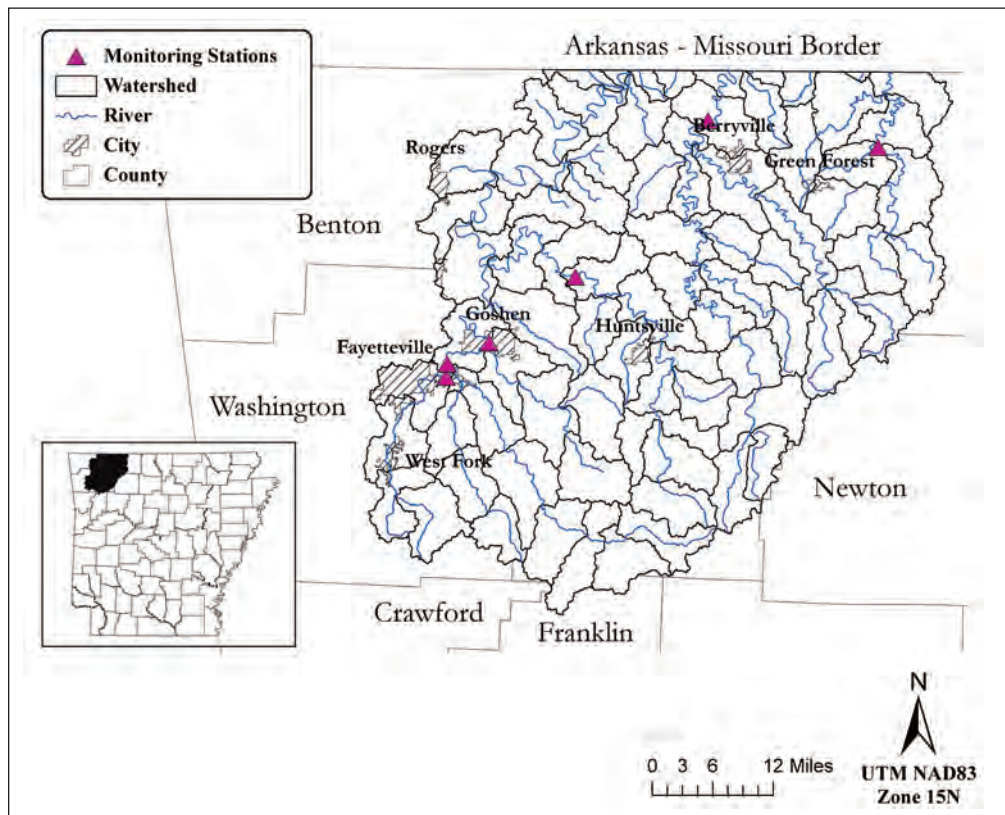 Arkansas - Missouri Border
Monitoring Stations
Watershed
River
City
County
Berryville
Rogers
Green Forest
Benton
Goshen
Huntsville
Fayetteville
Washington
West Fork
Newton
Crawford
Franklin
N
0 3 6 12 Miles
UTM NAD83
Zone 15N